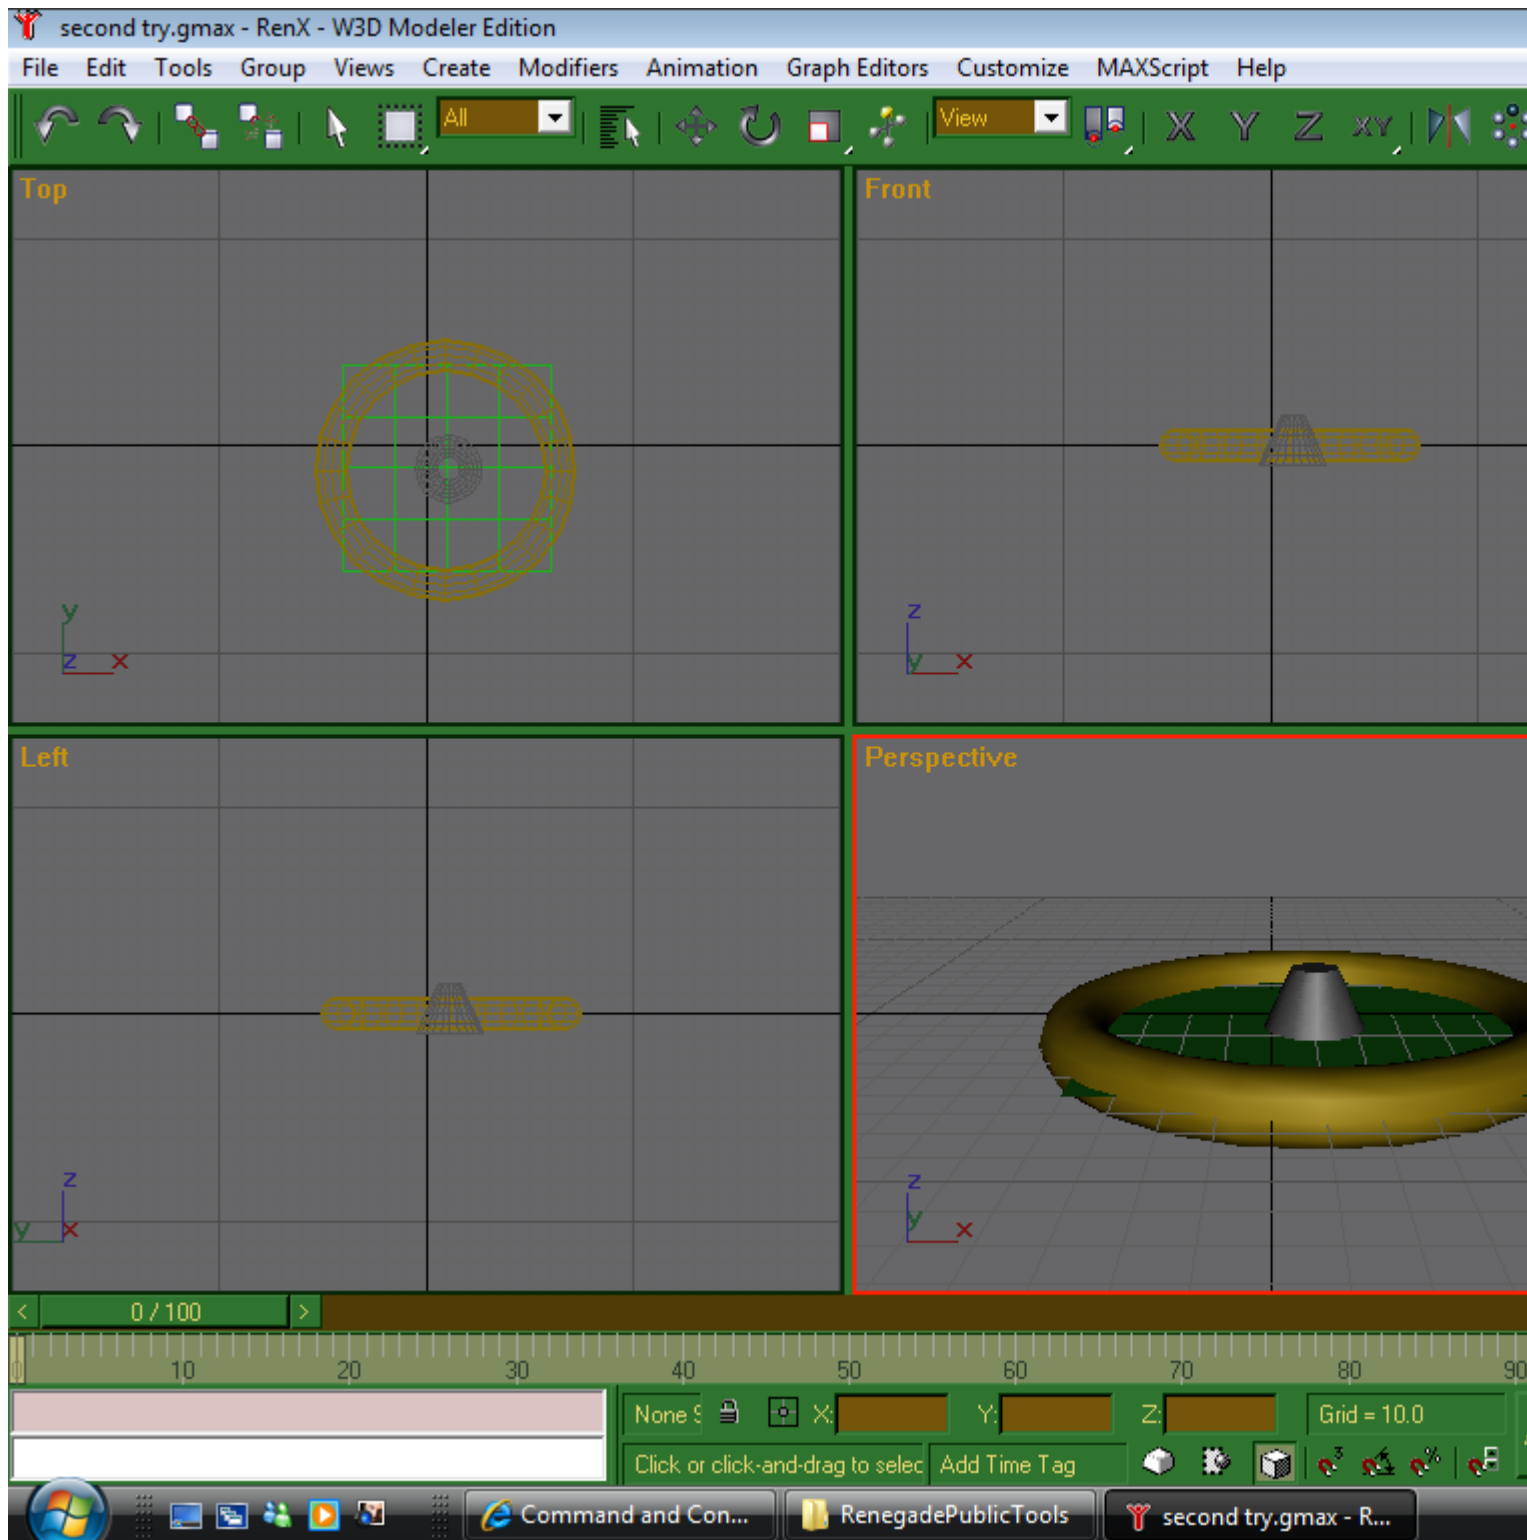 second try.gmax - RenX - W3D Modeler Edition
File Edit Tools Group Views Create Modifiers Animation Graph Editors Customize MAXScript Help
All View X Y Z XY
Top
Front
y
z x
z
y x
Left
Perspective
z
y x
z
y x
< 0 / 100 >
0 10 20 30 40 50 60 70 80 90
None S X: Y: Z: Grid = 10.0
Click or click-and-drag to selec Add Time Tag 3 %
Command and Con... RenegadePublicTools second try.gmax - R...